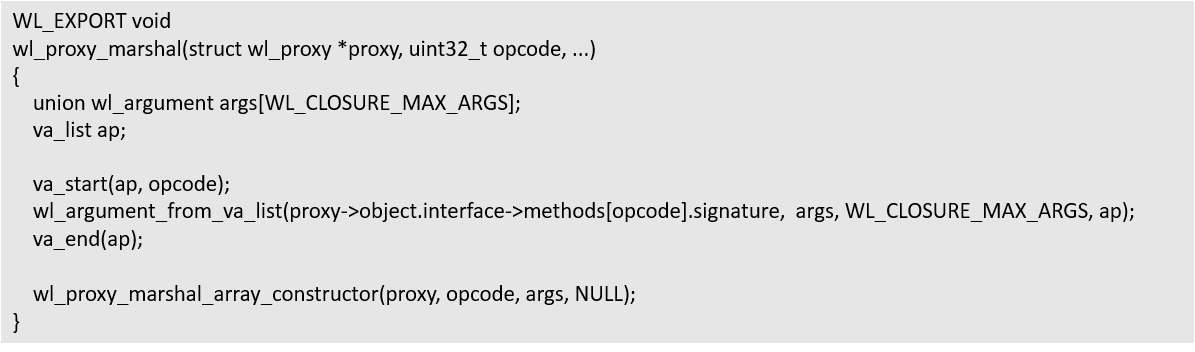 WL_EXPORT void
wl_proxy_marshal(struct wl_proxy *proxy, uint32_t opcode, ...)
{
union wl_argument args[WL_CLOSURE_MAX_ARGS];
va_list ap;
va_start(ap, opcode);
wl_argument_from_va_list(proxy->object.interface->methods[opcode].signature, args, WL_CLOSURE_MAX_ARGS, ap);
va_end(ap);
wl_proxy_marshal_array_constructor(proxy, opcode, args, NULL);
}